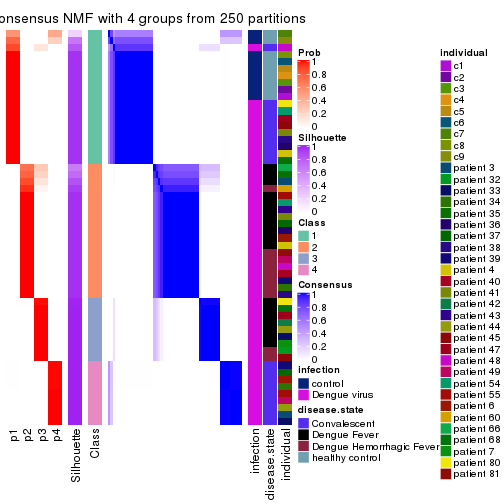 onsensus NMF with 4 groups from 250 partitions
p1
p2
p3
p4
Silhouette
Class
infection
disease.state
individual
Prob
1
0.8
0.6
0.4
0.2
0
Silhouette
1
0.8
0.6
0.4
0.2
0
Class
1
2
3
4
Consensus
1
0.8
0.6
0.4
0.2
0
infection
control
Dengue virus
disease.state
Convalescent
Dengue Fever
Dengue Hemorrhagic Fever
healthy control
individual
c1
c2
c3
c4
c5
c6
c7
c8
c9
patient 3
patient 32
patient 33
patient 34
patient 35
patient 36
patient 37
patient 38
patient 39
patient 4
patient 40
patient 41
patient 42
patient 43
patient 44
patient 45
patient 47
patient 48
patient 49
patient 54
patient 55
patient 6
patient 60
patient 66
patient 68
patient 7
patient 80
patient 81